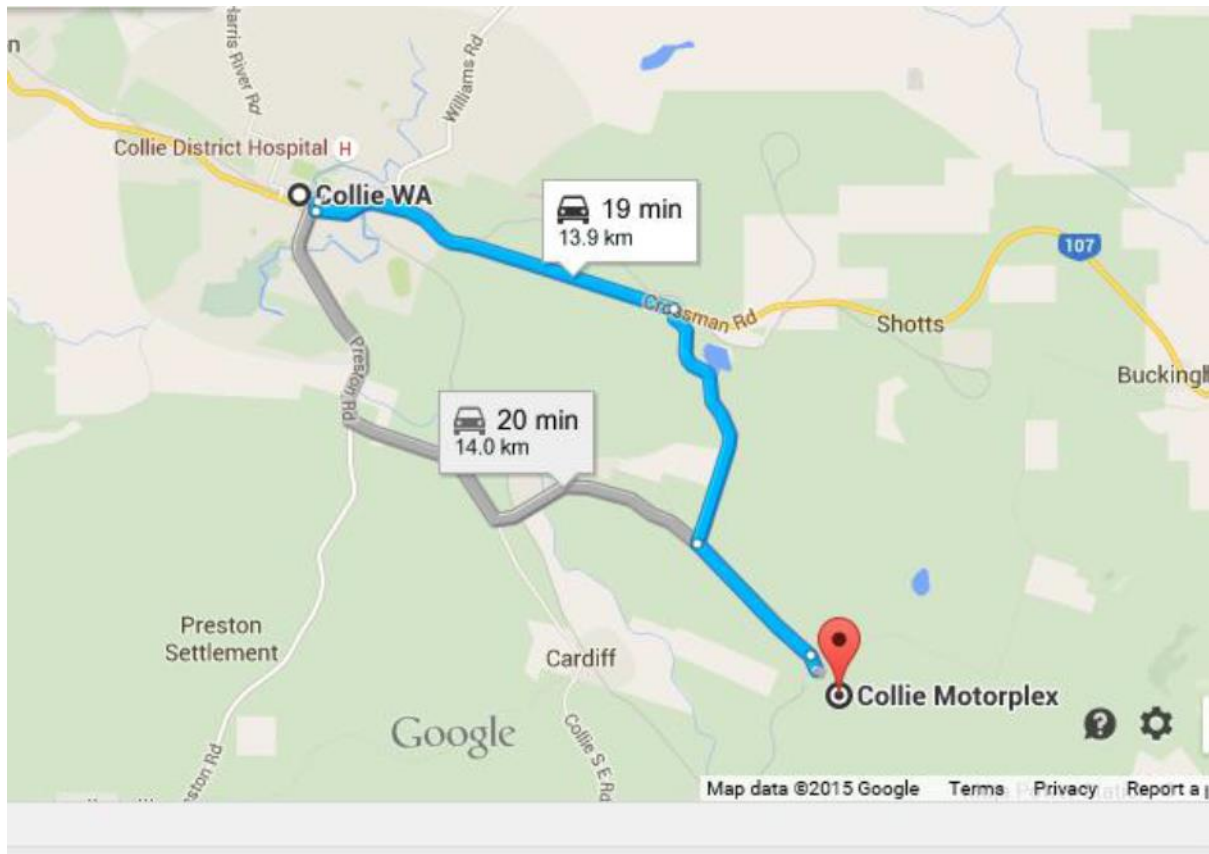 n
Harris River Rd
Williams Rd
Collie District Hospital H
Collie WA
19 min
13.9 km
107
Crossman Rd
Shotts
Preston Rd
20 min
14.0 km
Preston
Settlement
Cardiff
Collie Motorplex
Google
Collie S E Rd
Map data ©2015 Google Terms Privacy Report a